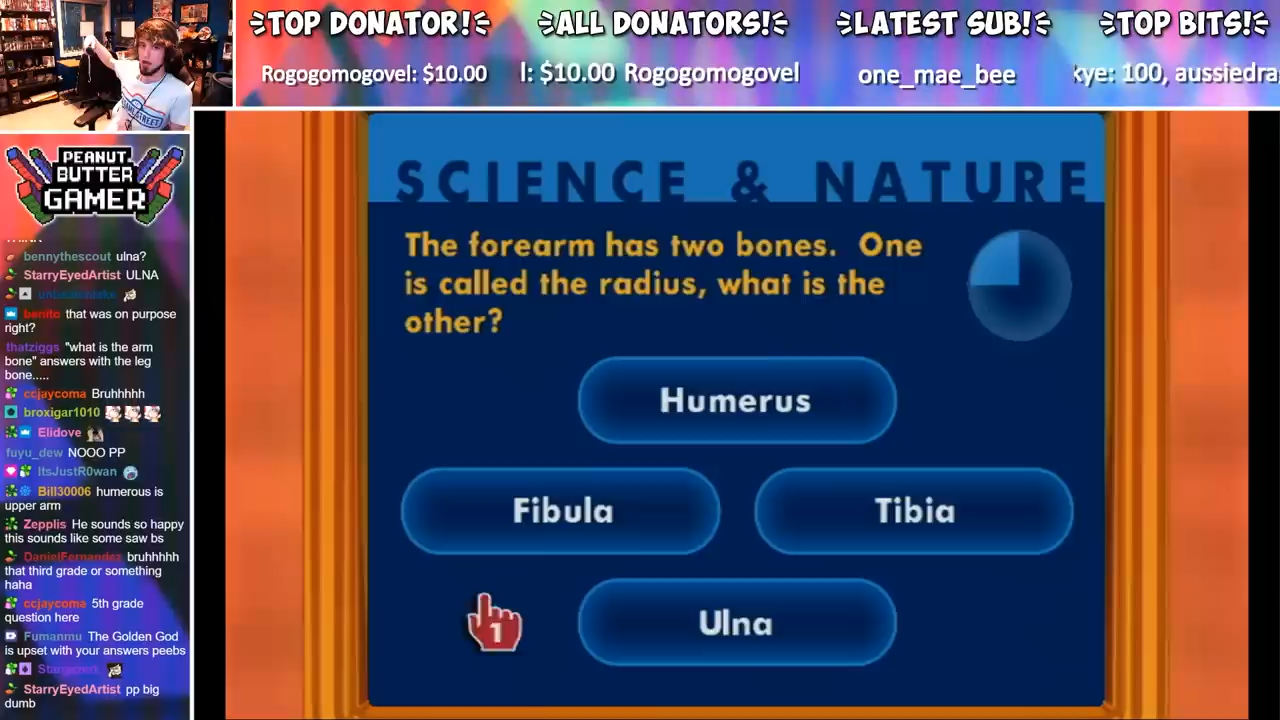 TOP DONATOR!
ALL DONATORS!
LATEST SUB!
TOP BITS!
Rogogomogovel: $10.00
l: $10.00 Rogogomogovel
one_mae_bee
kye: 100, aussiedra
PEANUT
BUTTER
GAMER
bennythescout ulna?
StarryEyedArtist ULNA
benito that was on purpose
right?
thatziggs "what is the arm
bone" answers with the leg
bone.....
ccjaycoma Bruhhhhh
broxigar1010
Elidove
fuyu_dew NOOO PP
ItsJustR0wan
Bill30006 humerous is
upper arm
Zepplis He sounds so happy
this sounds like some saw bs
DanielFernandez bruhhhhh
that third grade or something
haha
ccjaycoma 5th grade
question here
Fumanmu The Golden God
is upset with your answers peebs
StarryEyedArtist pp big
dumb
SCIENCE & NATURE
The forearm has two bones. One
is called the radius, what is the
other?
Humerus
Fibula
Tibia
1
Ulna